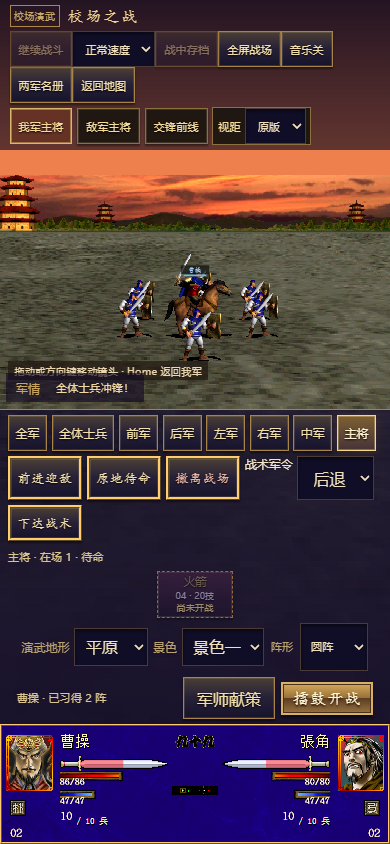 校场演武 校场之战
继续战斗 正常速度 战中存档 全屏战场 音乐关
两军名册 返回地图
我军主将 敌军主将 交锋前线 视距 原版
曹操
拖动或方向键移动镜头 · Home 返回我军
军情 全体士兵冲锋！
全军 全体士兵 前军 后军 左军 右军 中军 主将
前进迎敌 原地待命 撤离战场 战术军令 后退
下达战术
主将 · 在场 1 · 待命
火箭
04 · 20技
尚未开战
演武地形 平原 景色 景色一 阵形 圆阵
曹操 · 已习得 2 阵
军师献策 擂鼓开战
曹操 張角
86/86 80/80
47/47 47/47
10 / 10 兵 10 / 10 兵
02 02